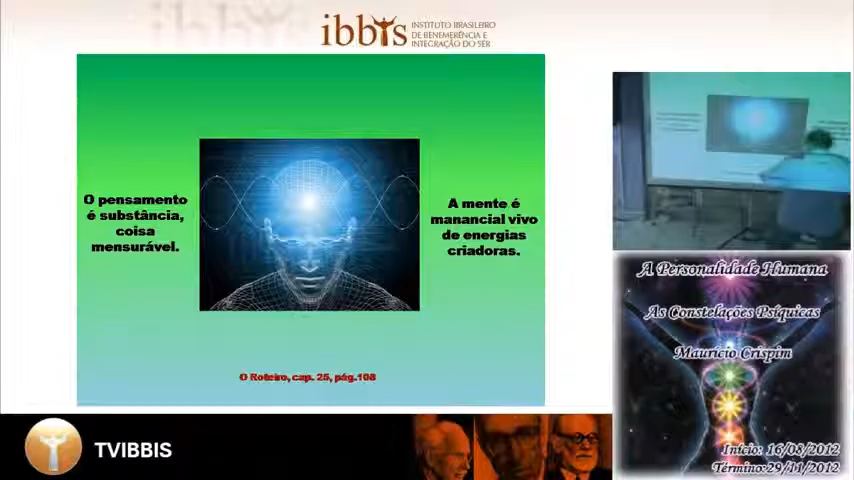 ibbis
INSTITUTO BRASILEIRO
DE BENEMERÊNCIA E
INTEGRAÇÃO DO SER
O pensamento
é substância,
coisa
mensurável.
A mente é
manancial vivo
de energias
criadoras.
O Roteiro, cap. 25, pág.108
A Personalidade Humana
As Constelações Psíquicas
Maurício Crispim
Início: 16/08/2012
Término:29/11/2012
TVIBBIS